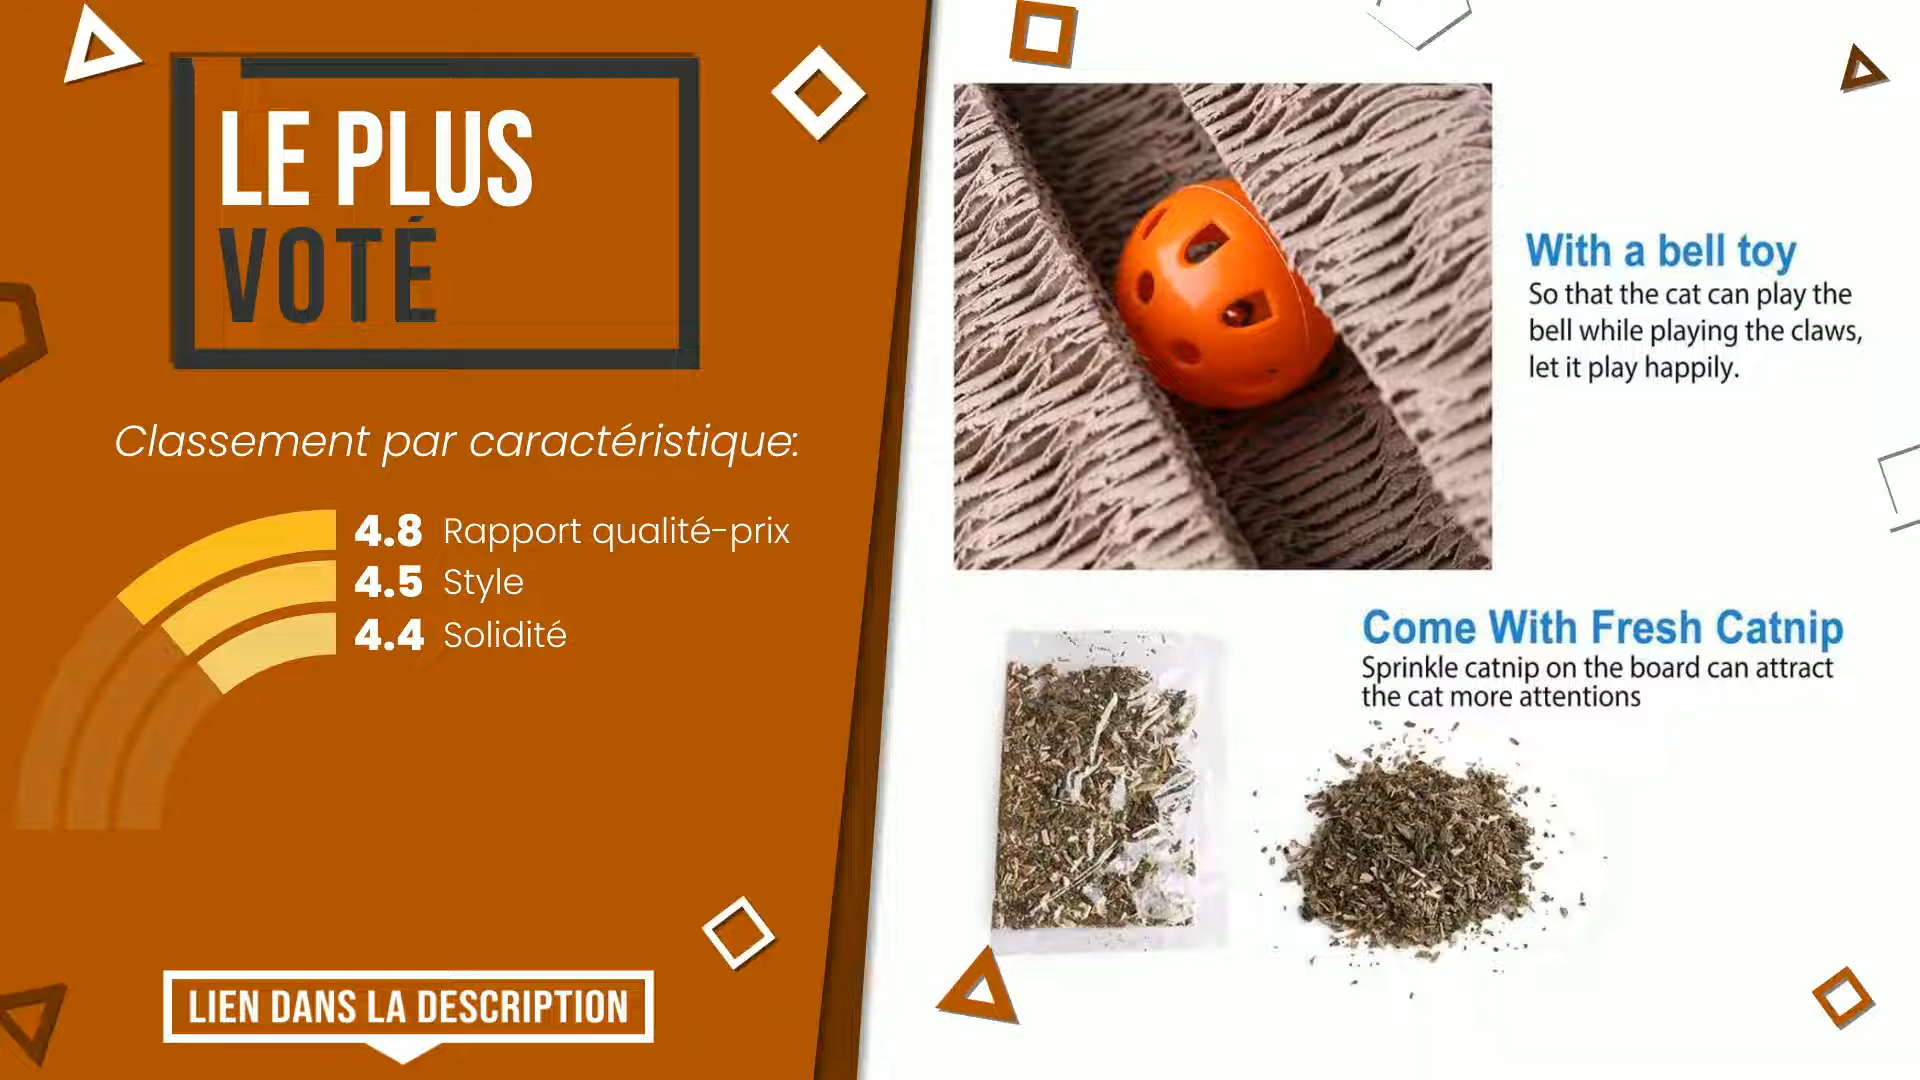 LE PLUS
VOTÉ
Classement par caractéristique:
4.8 Rapport qualité-prix
4.5 Style
4.4 Solidité
LIEN DANS LA DESCRIPTION
With a bell toy
So that the cat can play the
bell while playing the claws,
let it play happily.
Come With Fresh Catnip
Sprinkle catnip on the board can attract
the cat more attentions